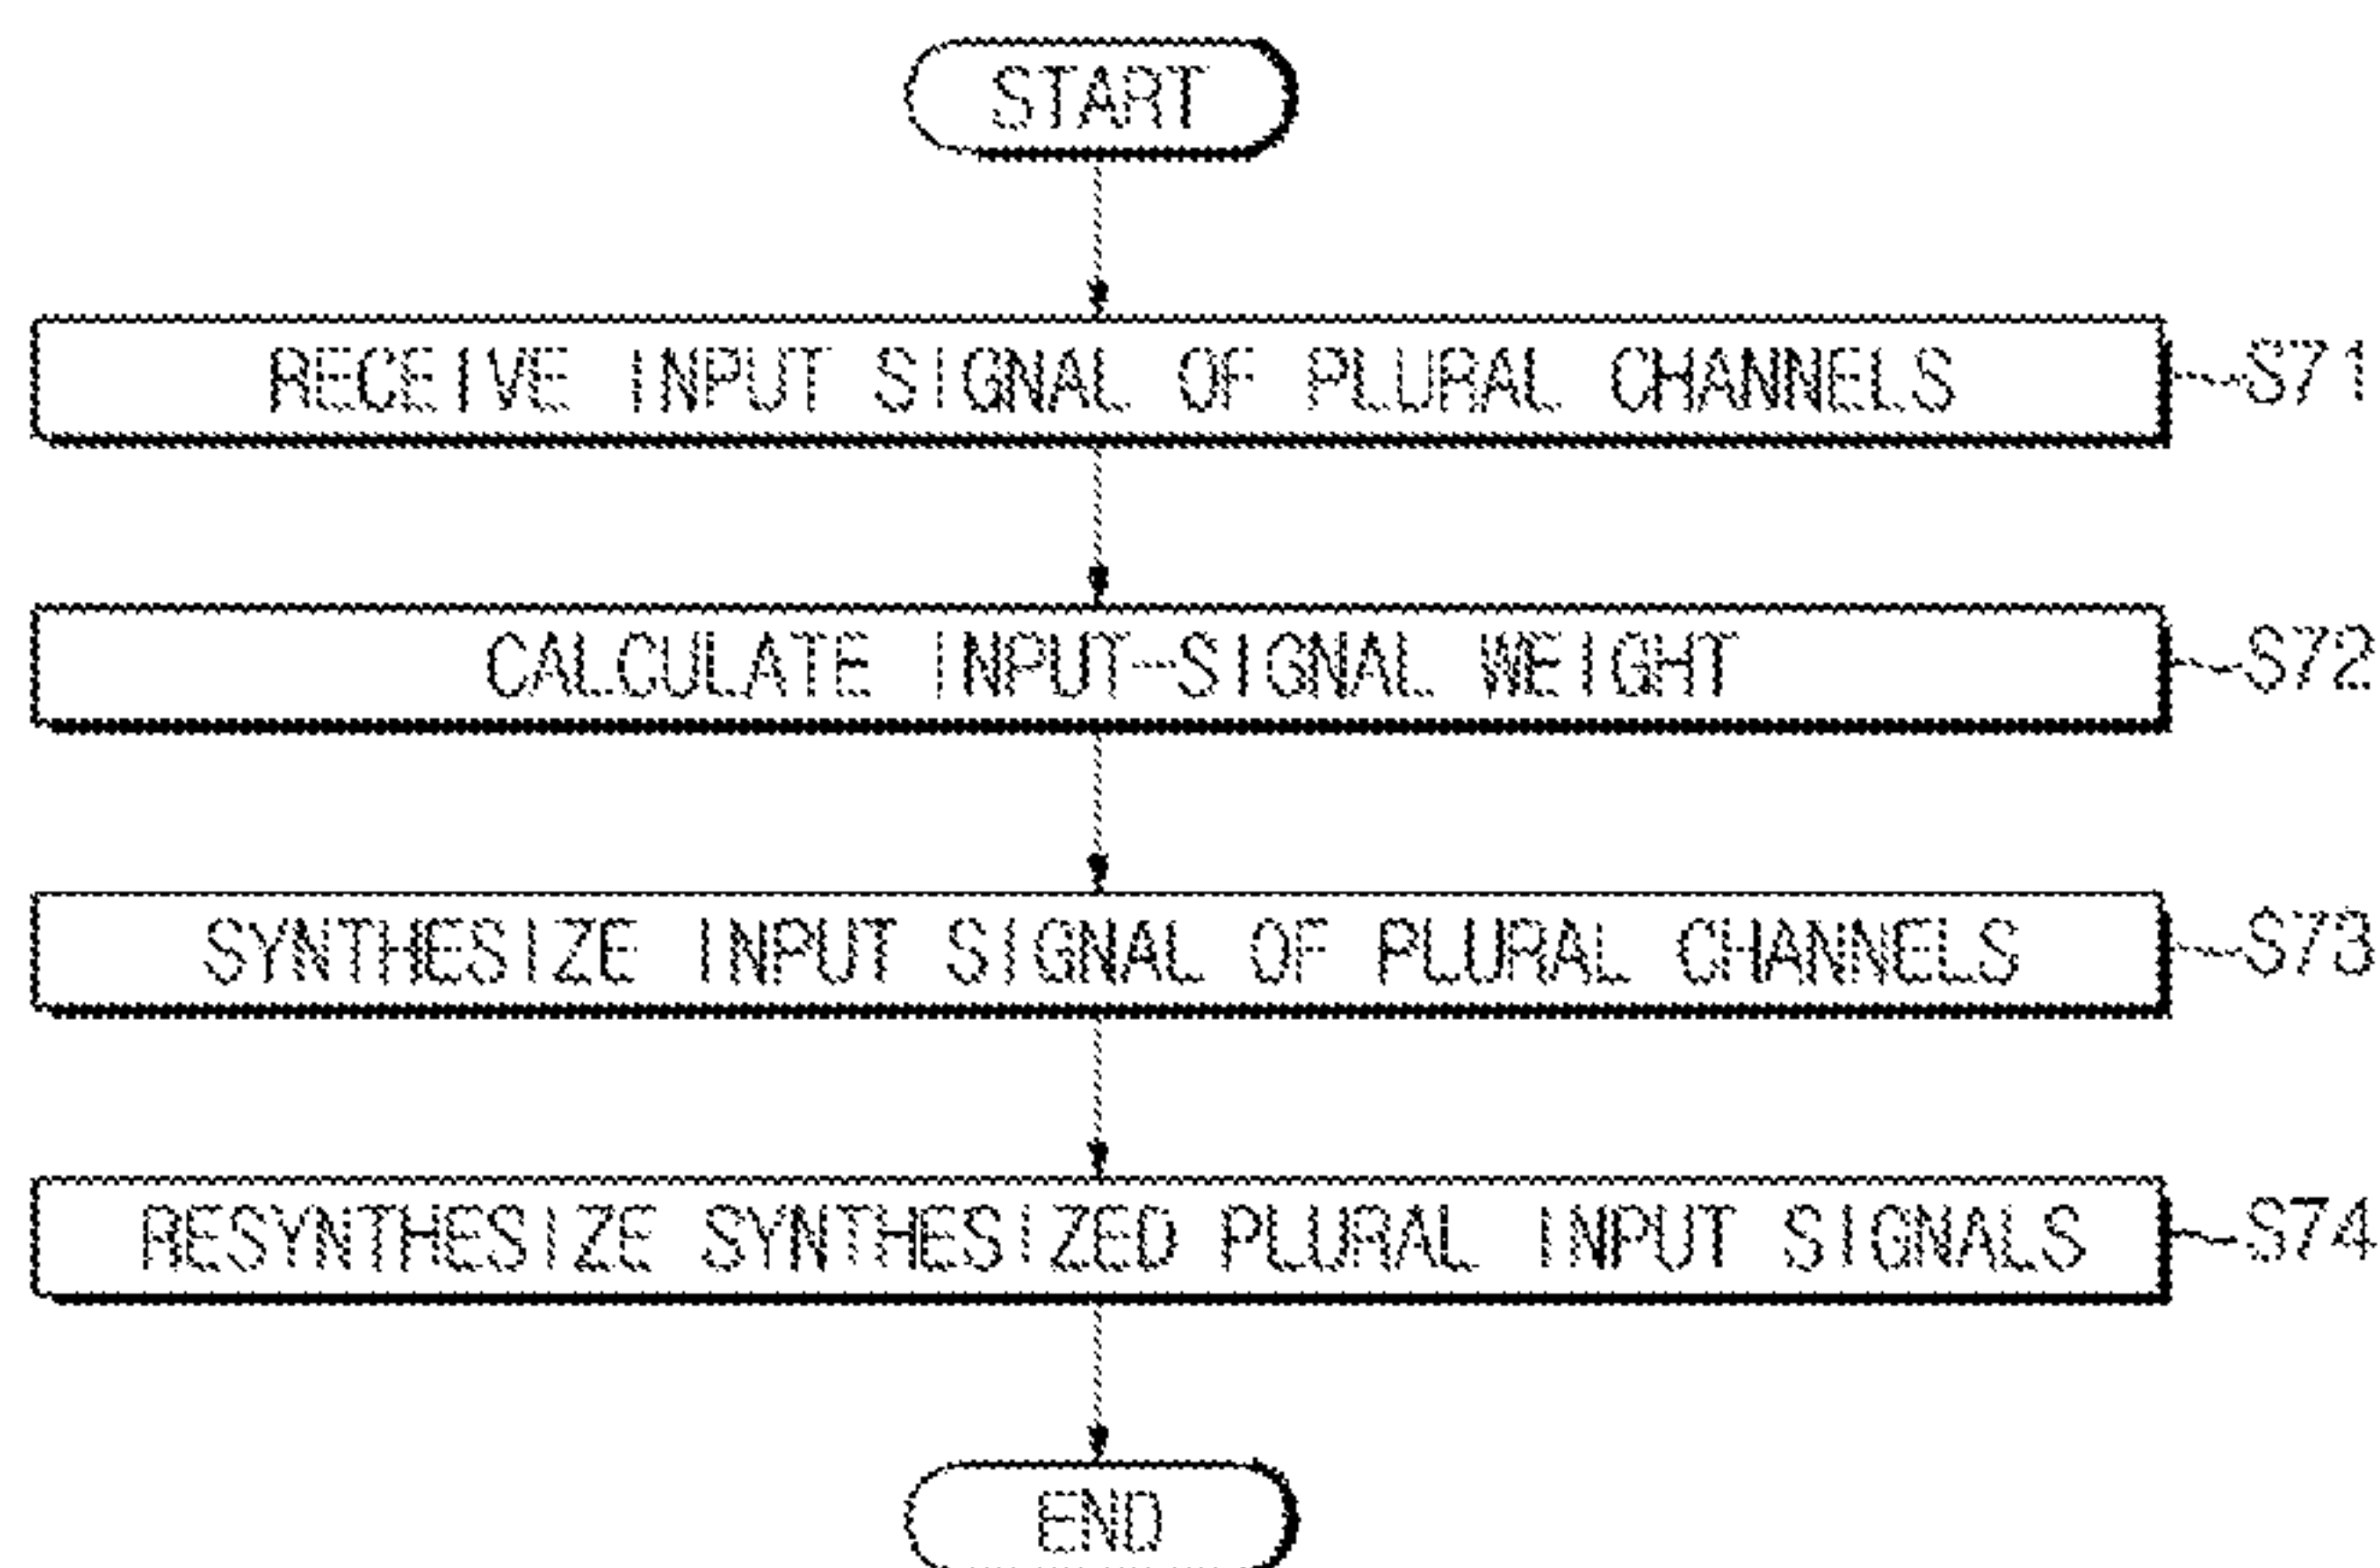 START
RECEIVE INPUT SIGNAL OF PLURAL CHANNELS S71
CALCULATE INPUT-SIGNAL WEIGHT S72
SYNTHESIZE INPUT SIGNAL OF PLURAL CHANNELS S73
RESYNTHESIZE SYNTHESIZED PLURAL INPUT SIGNALS S74
END